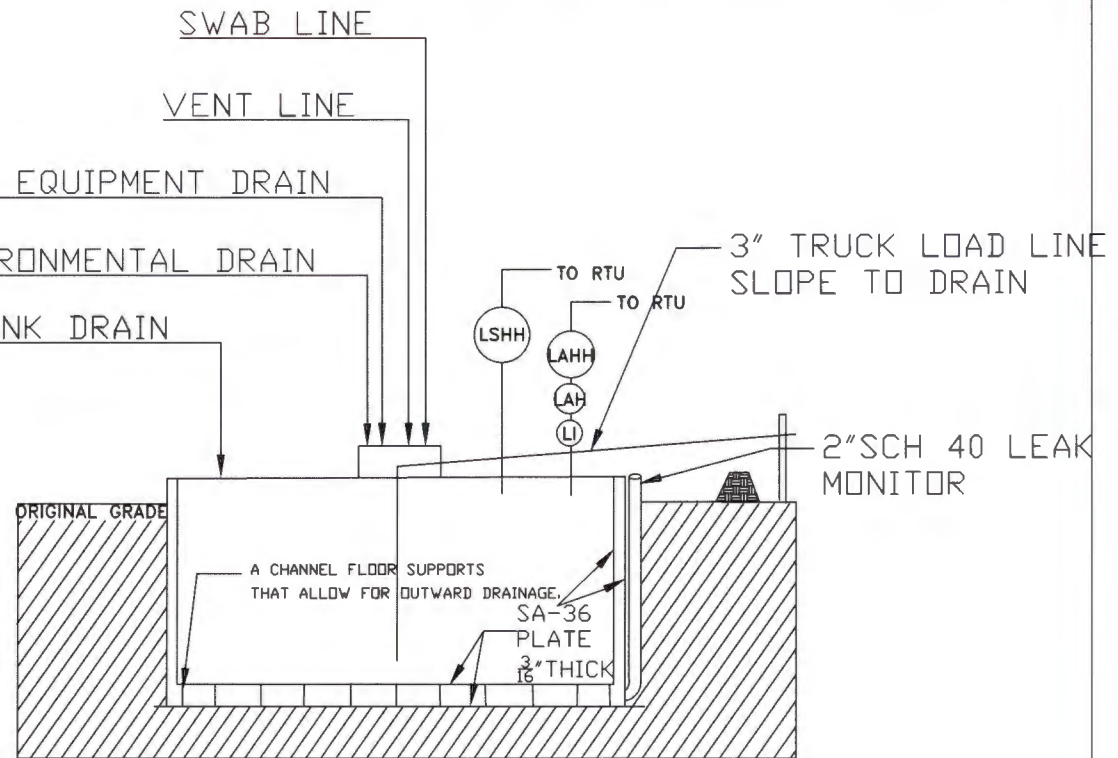 SWAB LINE
VENT LINE
EQUIPMENT DRAIN
RONMENTAL DRAIN
NK DRAIN
TO RTU
TO RTU
LSHH
LAHH
LAH
LI
3" TRUCK LOAD LINE
SLOPE TO DRAIN
2"SCH 40 LEAK
MONITOR
ORIGINAL GRADE
A CHANNEL FLOOR SUPPORTS
THAT ALLOW FOR OUTWARD DRAINAGE.
SA-36
PLATE
3/16" THICK